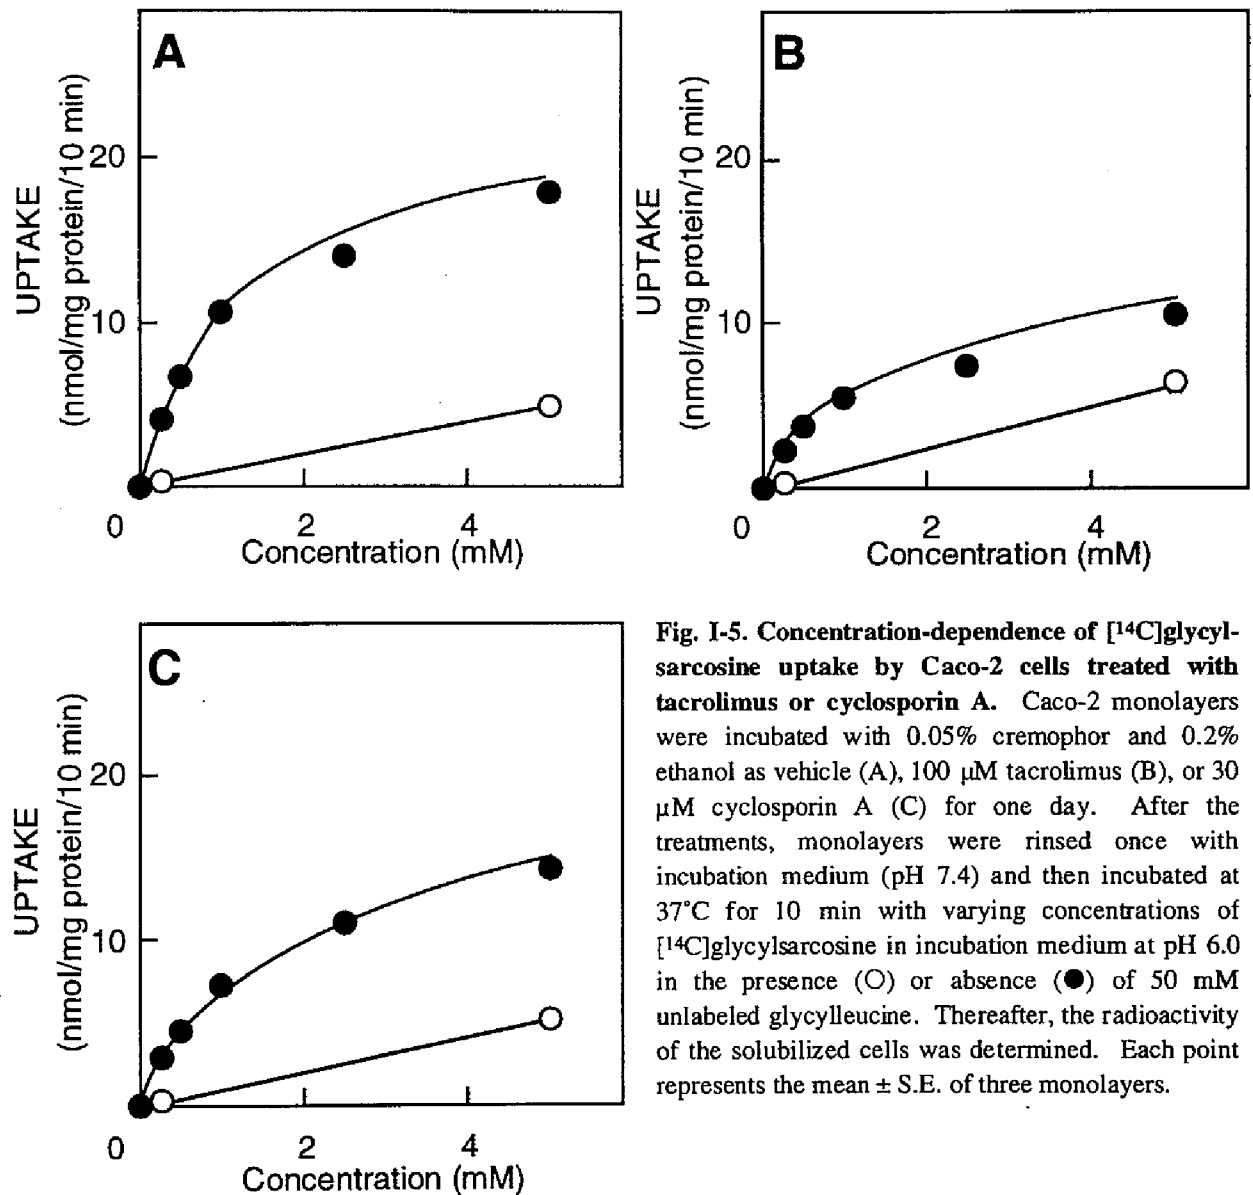 A
UPTAKE
(nmol/mg protein/10 min)
20
10
0
2
4
Concentration (mM)
B
UPTAKE
(nmol/mg protein/10 min)
20
10
0
2
4
Concentration (mM)
C
UPTAKE
(nmol/mg protein/10 min)
20
10
0
2
4
Concentration (mM)
Fig. I-5. Concentration-dependence of [¹⁴C]glycyl-
sarcosine uptake by Caco-2 cells treated with
tacrolimus or cyclosporin A. Caco-2 monolayers
were incubated with 0.05% cremophor and 0.2%
ethanol as vehicle (A), 100 μM tacrolimus (B), or 30
μM cyclosporin A (C) for one day. After the
treatments, monolayers were rinsed once with
incubation medium (pH 7.4) and then incubated at
37°C for 10 min with varying concentrations of
[¹⁴C]glycylsarcosine in incubation medium at pH 6.0
in the presence (○) or absence (●) of 50 mM
unlabeled glycylleucine. Thereafter, the radioactivity
of the solubilized cells was determined. Each point
represents the mean ± S.E. of three monolayers.